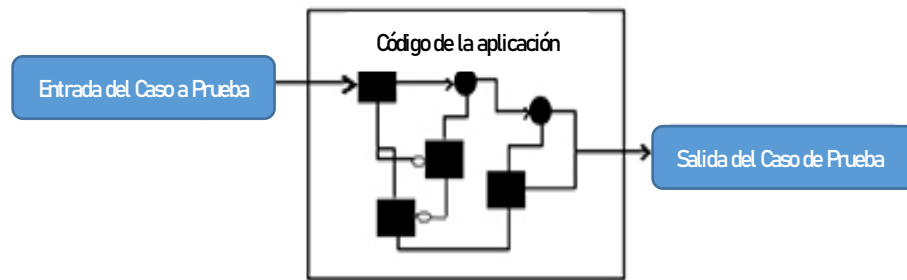 Código de la aplicación
Entrada del Caso a Prueba
Salida del Caso de Prueba